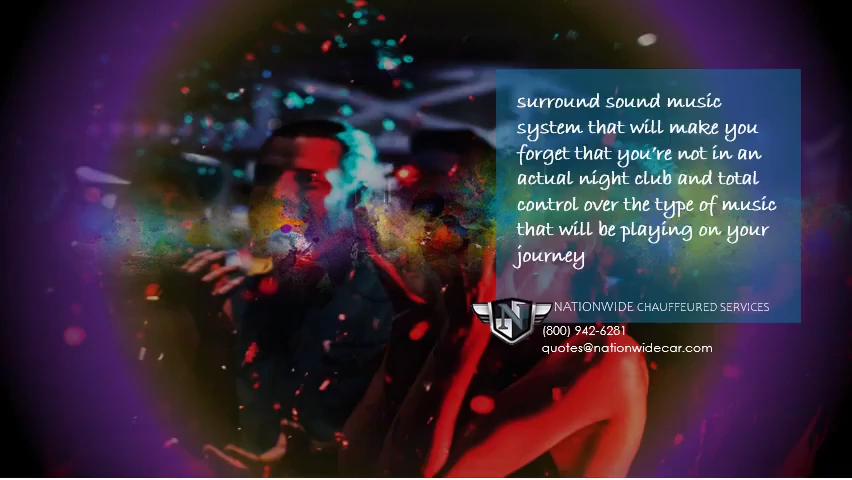 surround sound music
system that will make you
forget that you're not in an
actual night club and total
control over the type of music
that will be playing on your
journey
N
NATIONWIDE CHAUFFEURED SERVICES
(800) 942-6281
quotes@nationwidecar.com